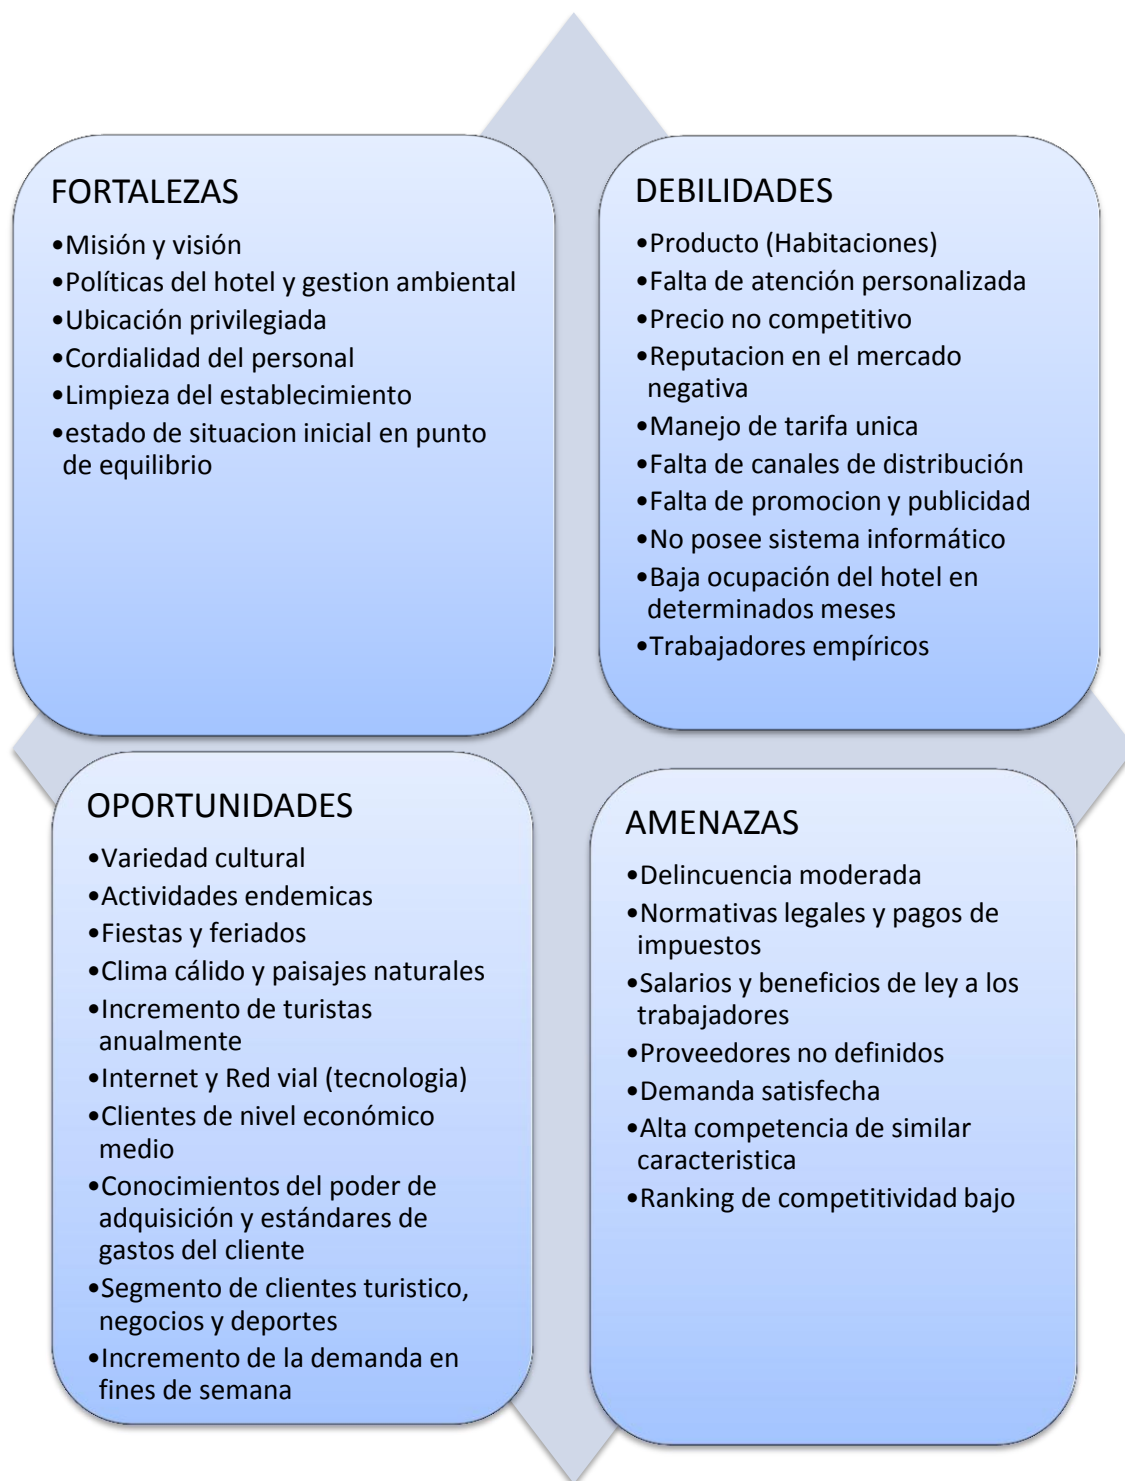 FORTALEZAS
•Misión y visión
•Políticas del hotel y gestion ambiental
•Ubicación privilegiada
•Cordialidad del personal
•Limpieza del establecimiento
•estado de situacion inicial en punto
de equilibrio
DEBILIDADES
•Producto (Habitaciones)
•Falta de atención personalizada
•Precio no competitivo
•Reputacion en el mercado
negativa
•Manejo de tarifa unica
•Falta de canales de distribución
•Falta de promocion y publicidad
•No posee sistema informático
•Baja ocupación del hotel en
determinados meses
•Trabajadores empíricos
OPORTUNIDADES
•Variedad cultural
•Actividades endemicas
•Fiestas y feriados
•Clima cálido y paisajes naturales
•Incremento de turistas
anualmente
•Internet y Red vial (tecnologia)
•Clientes de nivel económico
medio
•Conocimientos del poder de
adquisición y estándares de
gastos del cliente
•Segmento de clientes turistico,
negocios y deportes
•Incremento de la demanda en
fines de semana
AMENAZAS
•Delincuencia moderada
•Normativas legales y pagos de
impuestos
•Salarios y beneficios de ley a los
trabajadores
•Proveedores no definidos
•Demanda satisfecha
•Alta competencia de similar
caracteristica
•Ranking de competitividad bajo